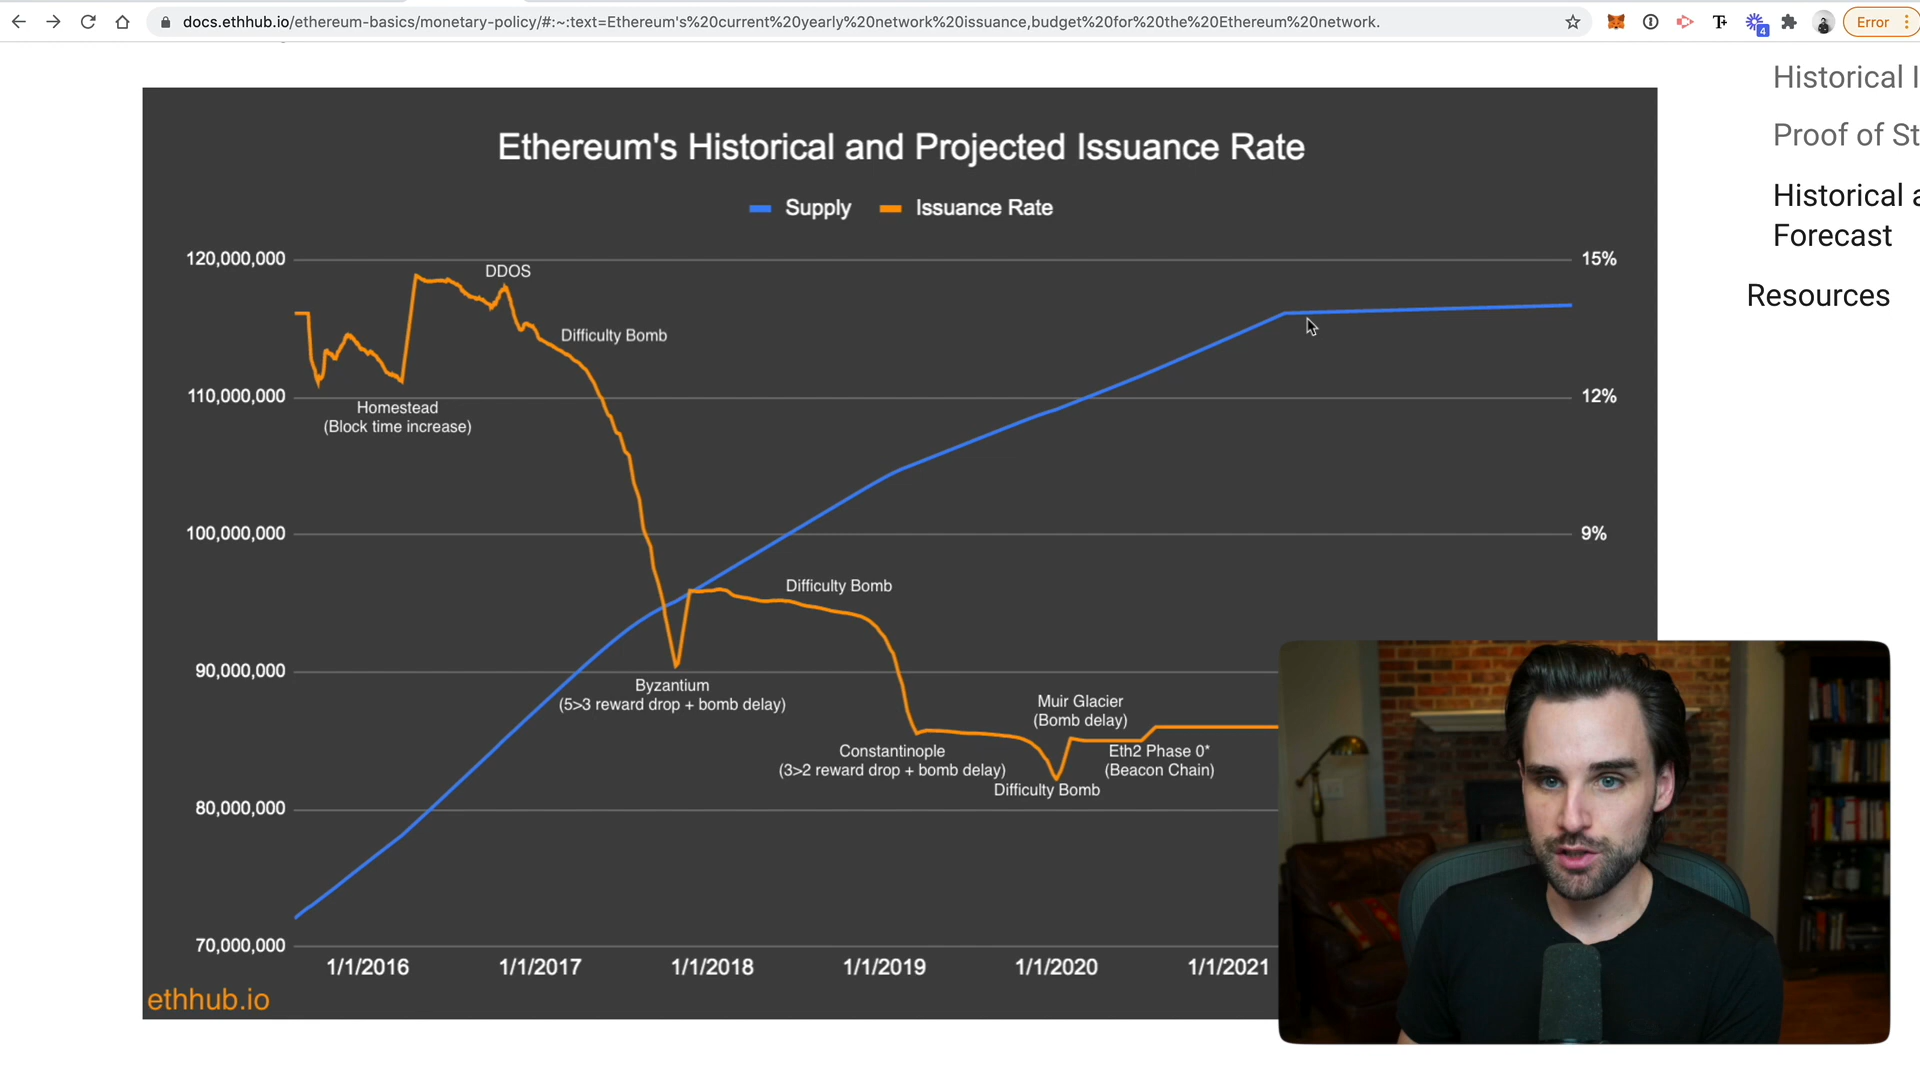 docs.ethhub.io/ethereum-basics/monetary-policy/#:~:text=Ethereum's%20current%20yearly%20network%20issuance,budget%20for%20the%20Ethereum%20network.
4
Error
Historical I
Proof of St
Historical a
Forecast
Resources
Ethereum's Historical and Projected Issuance Rate
Supply
Issuance Rate
120,000,000
15%
DDOS
Difficulty Bomb
110,000,000
12%
Homestead
(Block time increase)
100,000,000
9%
Difficulty Bomb
90,000,000
Byzantium
(5>3 reward drop + bomb delay)
Muir Glacier
(Bomb delay)
Constantinople
(3>2 reward drop + bomb delay)
Eth2 Phase 0*
(Beacon Chain)
Difficulty Bomb
80,000,000
70,000,000
1/1/2016
1/1/2017
1/1/2018
1/1/2019
1/1/2020
1/1/2021
ethhub.io